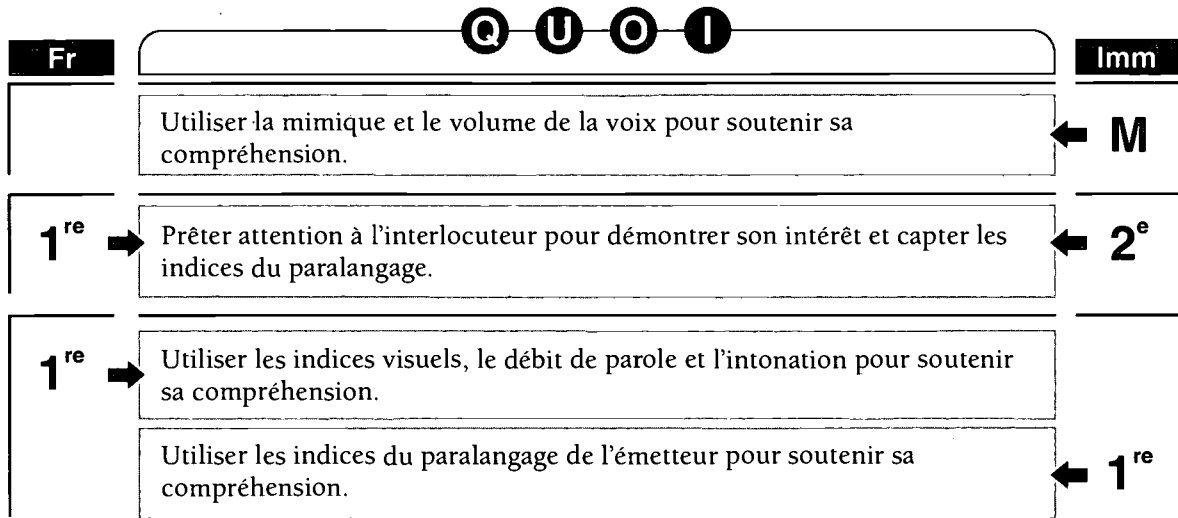 QUOI
Fr
Imm
Utiliser la mimique et le volume de la voix pour soutenir sa
compréhension.
M
1re
Prêter attention à l'interlocuteur pour démontrer son intérêt et capter les
indices du paralangage.
2e
1re
Utiliser les indices visuels, le débit de parole et l'intonation pour soutenir
sa compréhension.
Utiliser les indices du paralangage de l'émetteur pour soutenir sa
compréhension.
1re